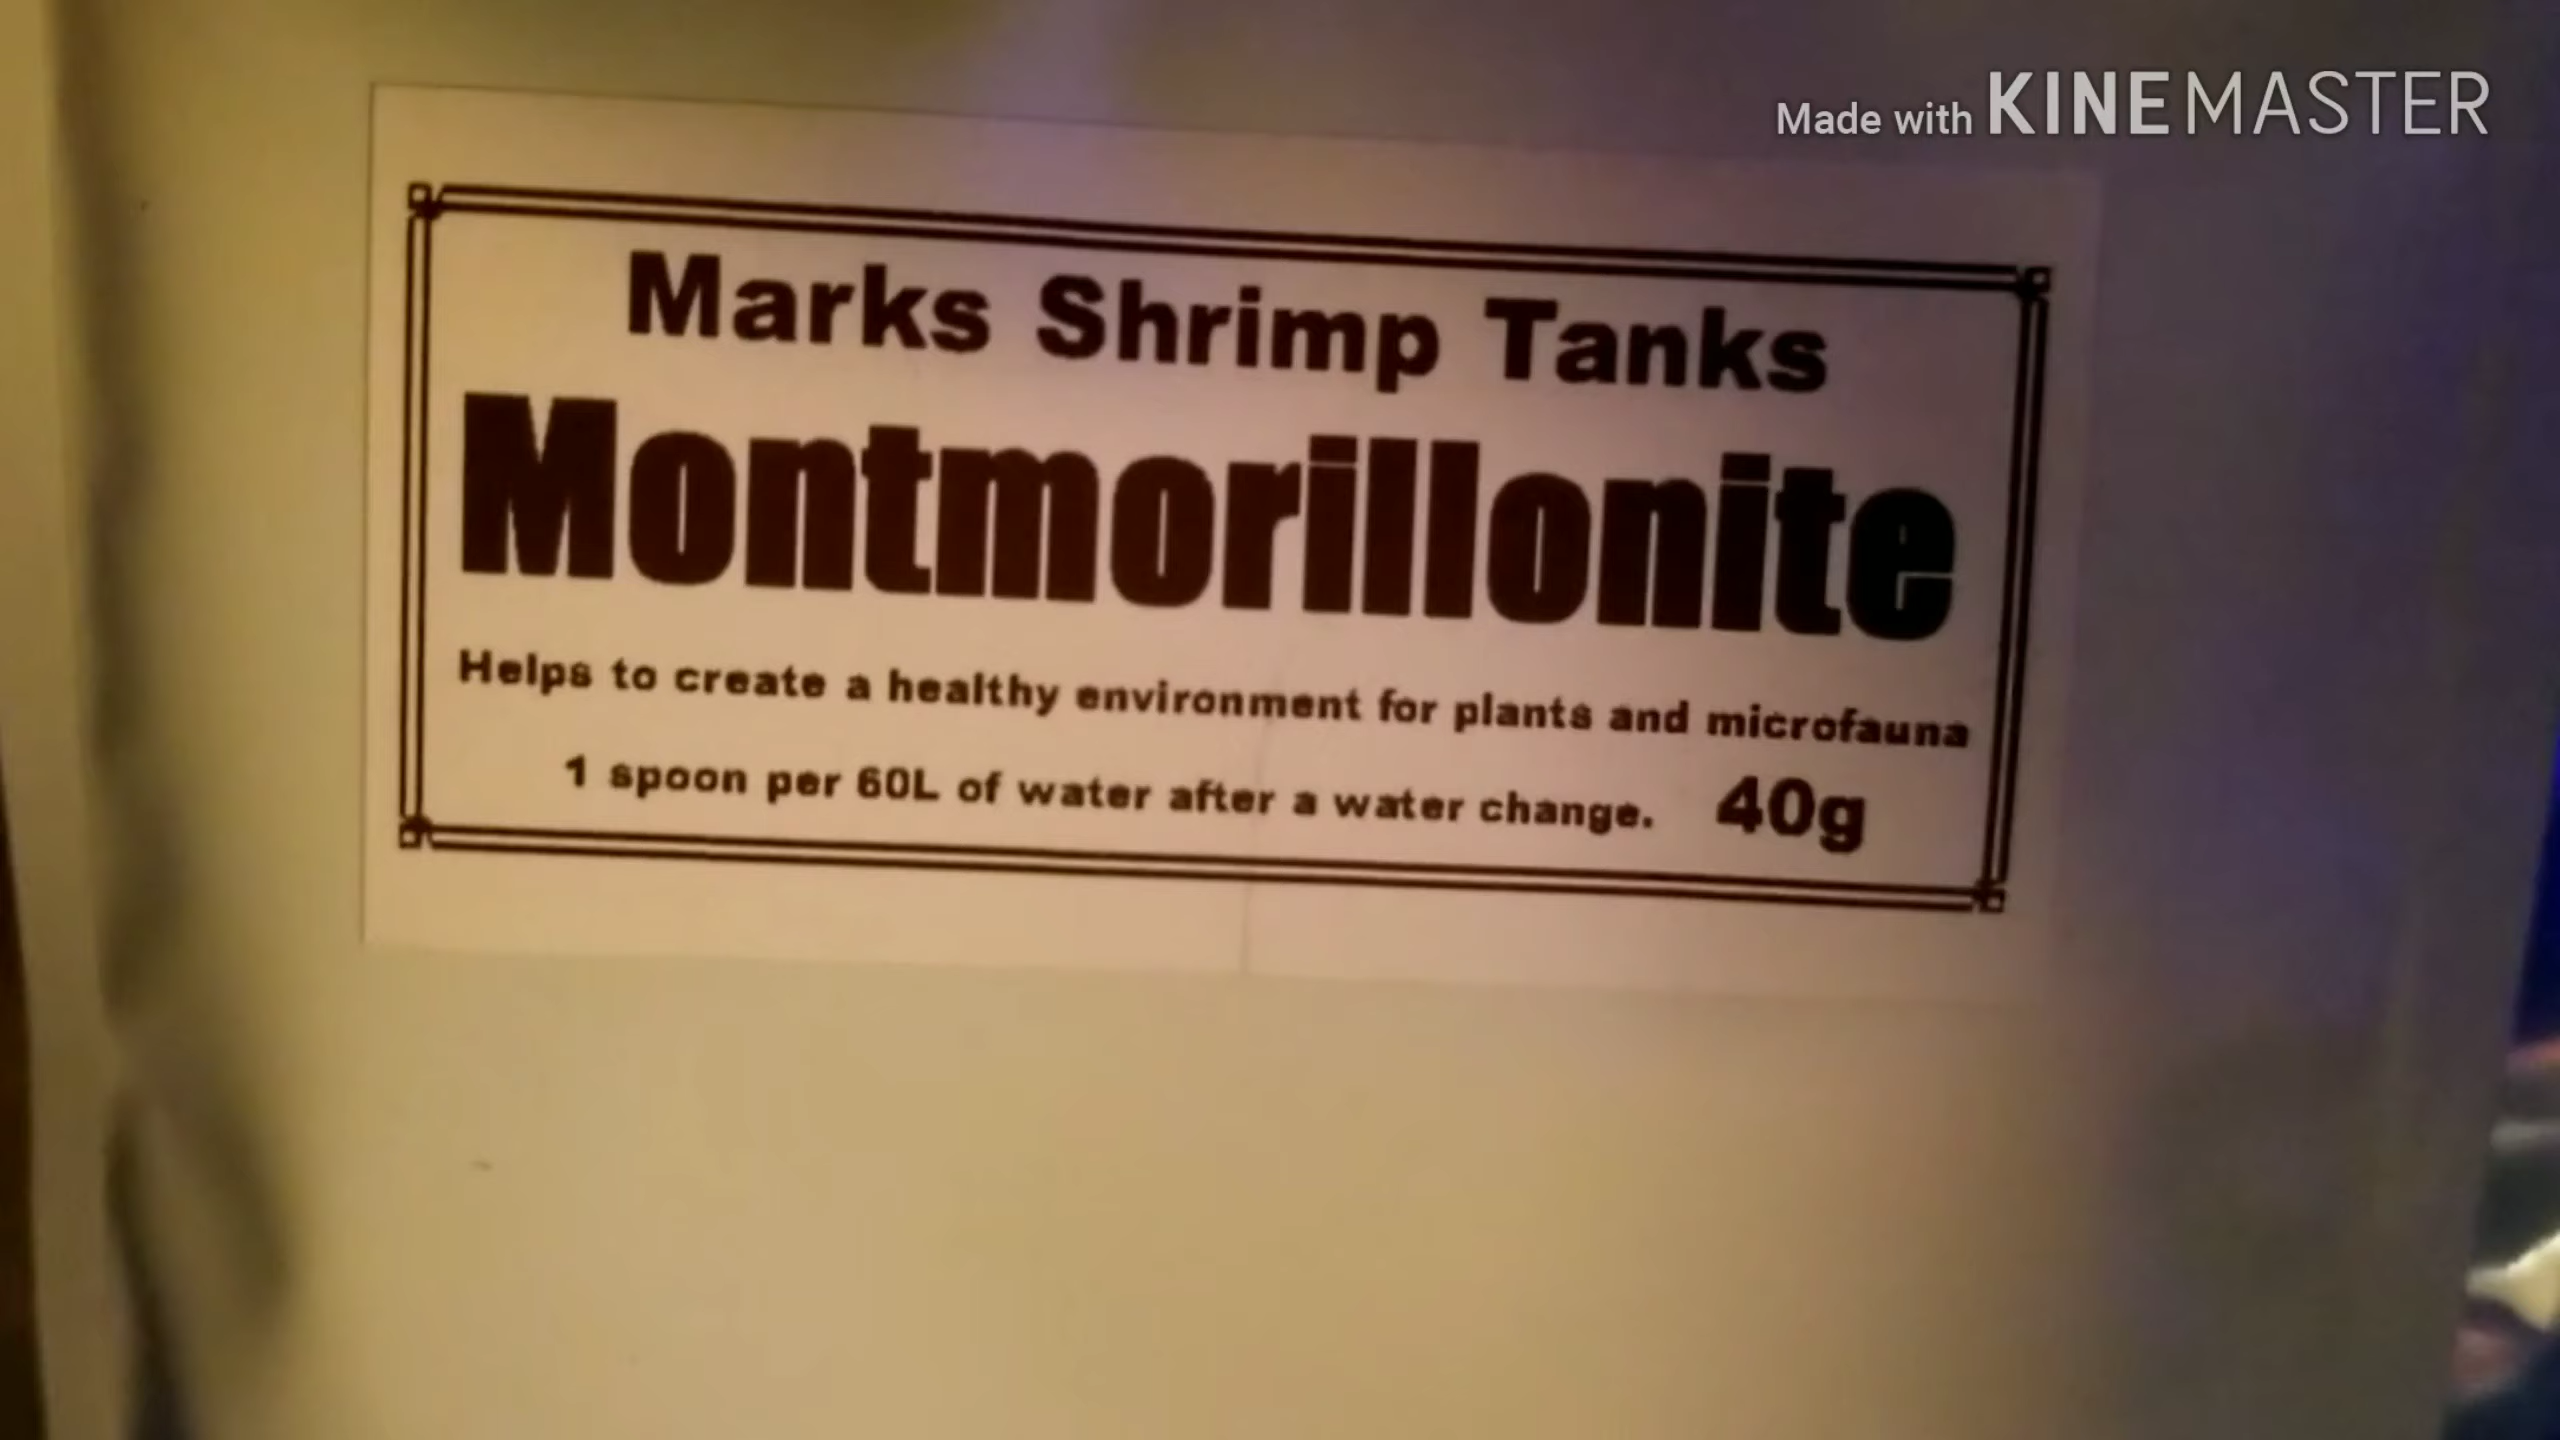 Made with KINEMASTER
Marks Shrimp Tanks
Montmorillonite
Helps to create a healthy environment for plants and microfauna
1 spoon per 60L of water after a water change. 40g